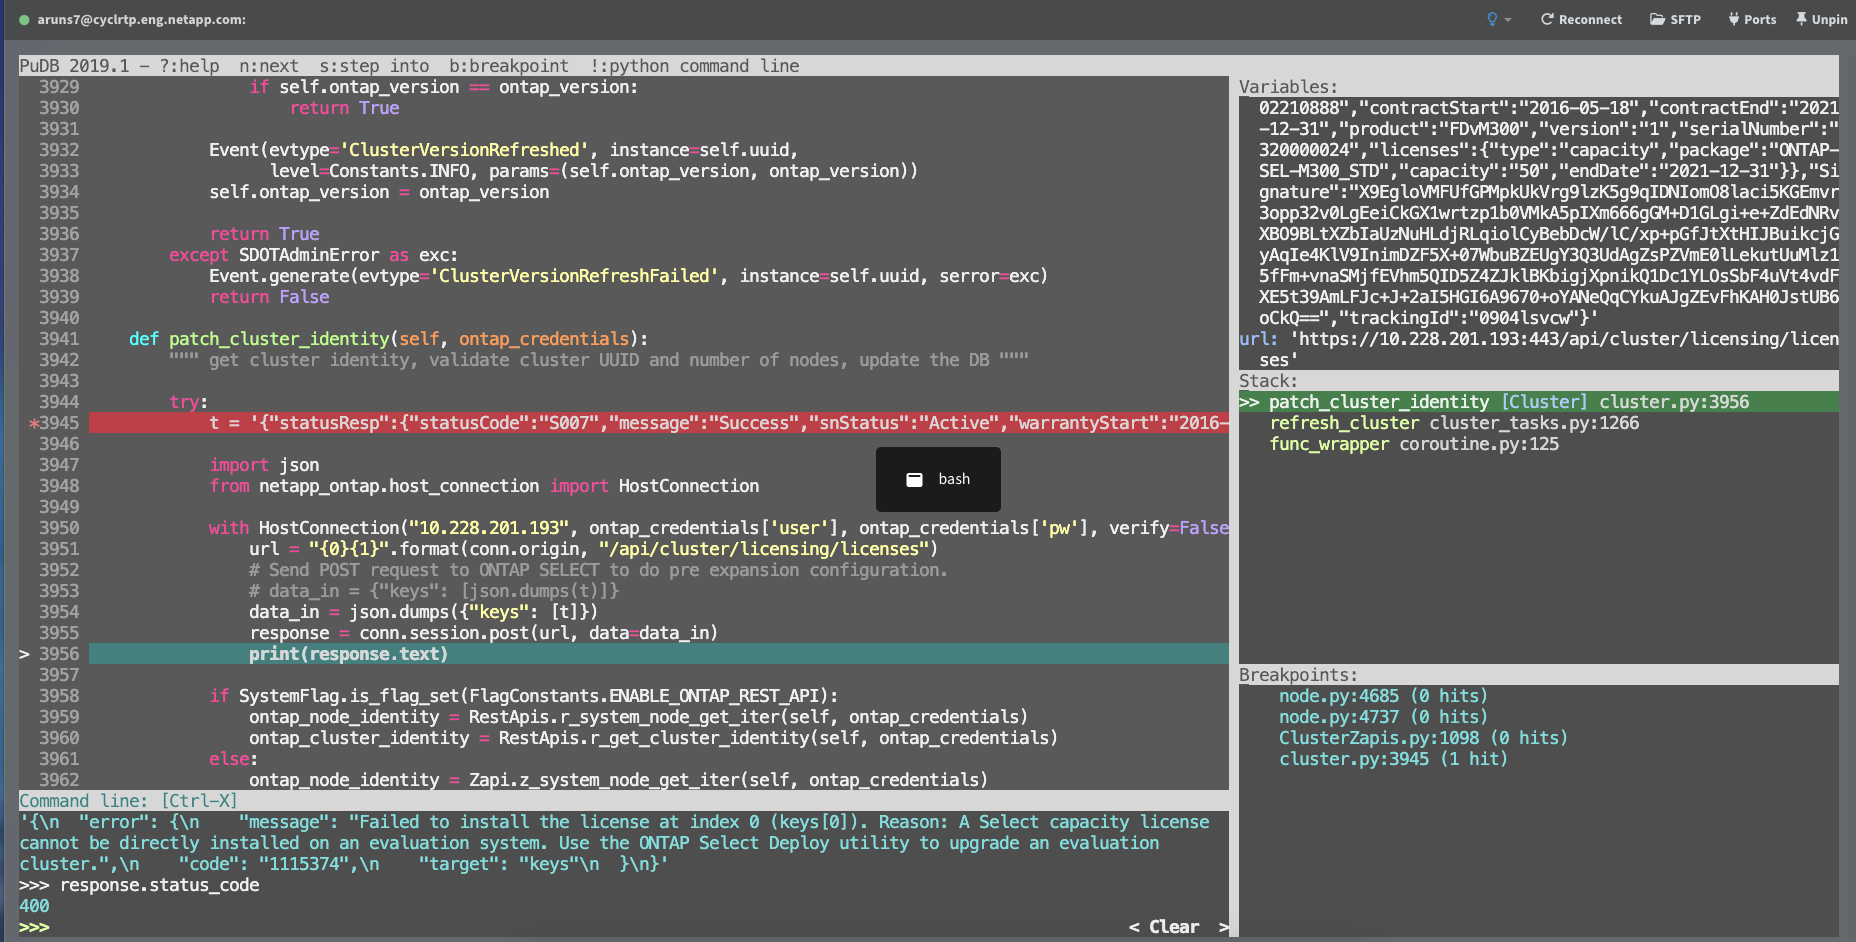 aruns7@cyclrtp.eng.netapp.com:
Reconnect SFTP Ports Unpin
PuDB 2019.1 - ?:help  n:next  s:step into  b:breakpoint  !:python command line
3929                 if self.ontap_version == ontap_version:
3930                     return True
3931
3932             Event(evtype='ClusterVersionRefreshed', instance=self.uuid,
3933                   level=Constants.INFO, params=(self.ontap_version, ontap_version))
3934             self.ontap_version = ontap_version
3935
3936             return True
3937         except SDOTAdminError as exc:
3938             Event.generate(evtype='ClusterVersionRefreshFailed', instance=self.uuid, serror=exc)
3939             return False
3940
3941     def patch_cluster_identity(self, ontap_credentials):
3942         """ get cluster identity, validate cluster UUID and number of nodes, update the DB """
3943
3944         try:
*3945             t = '{"statusResp":{"statusCode":"S007","message":"Success","snStatus":"Active","warrantyStart":"2016-
3946
3947             import json
3948             from netapp_ontap.host_connection import HostConnection
3949
3950             with HostConnection("10.228.201.193", ontap_credentials['user'], ontap_credentials['pw'], verify=False
3951                 url = "{0}{1}".format(conn.origin, "/api/cluster/licensing/licenses")
3952                 # Send POST request to ONTAP SELECT to do pre expansion configuration.
3953                 # data_in = {"keys": [json.dumps(t)]}
3954                 data_in = json.dumps({"keys": [t]})
3955                 response = conn.session.post(url, data=data_in)
> 3956                 print(response.text)
3957
3958             if SystemFlag.is_flag_set(FlagConstants.ENABLE_ONTAP_REST_API):
3959                 ontap_node_identity = RestApis.r_system_node_get_iter(self, ontap_credentials)
3960                 ontap_cluster_identity = RestApis.r_get_cluster_identity(self, ontap_credentials)
3961             else:
3962                 ontap_node_identity = Zapi.z_system_node_get_iter(self, ontap_credentials)
bash
Command line: [Ctrl-X]
'{\n  "error": {\n    "message": "Failed to install the license at index 0 (keys[0]). Reason: A Select capacity license
cannot be directly installed on an evaluation system. Use the ONTAP Select Deploy utility to upgrade an evaluation
cluster.",\n    "code": "1115374",\n    "target": "keys"\n  }\n}'
>>> response.status_code
400
>>>
< Clear  >
Variables:
02210888","contractStart":"2016-05-18","contractEnd":"2021
-12-31","product":"FDvM300","version":"1","serialNumber":"
320000024","licenses":{"type":"capacity","package":"ONTAP-
SEL-M300_STD","capacity":"50","endDate":"2021-12-31"}},"Si
gnature":"X9EgloVMFUfGPMpkUkVrg9lzK5g9qIDNIomO8laci5KGEmvr
3opp32v0LgEeiCkGX1wrtzp1b0VMkA5pIXm666gGM+D1GLgi+e+ZdEdNRv
XBO9BLtXZbIaUzNuHLdjRLqiolCyBebDcW/lC/xp+pGfJtXtHIJBuikcjG
yAqIe4KlV9InimDZF5X+07WbuBZEUgY3Q3UdAgZsPZVmE0lLekutUuMlz1
5fFm+vnaSMjfEVhm5QID5Z4ZJklBKbigjXpnikQ1Dc1YLOsSbF4uVt4vdF
XE5t39AmLFJc+J+2aI5HGI6A9670+oYANeQqCYkuAJgZEvFhKAH0JstUB6
oCkQ==","trackingId":"0904lsvcw"}'
url: 'https://10.228.201.193:443/api/cluster/licensing/licen
ses'
Stack:
>> patch_cluster_identity [Cluster] cluster.py:3956
refresh_cluster cluster_tasks.py:1266
func_wrapper coroutine.py:125
Breakpoints:
node.py:4685 (0 hits)
node.py:4737 (0 hits)
ClusterZapis.py:1098 (0 hits)
cluster.py:3945 (1 hit)